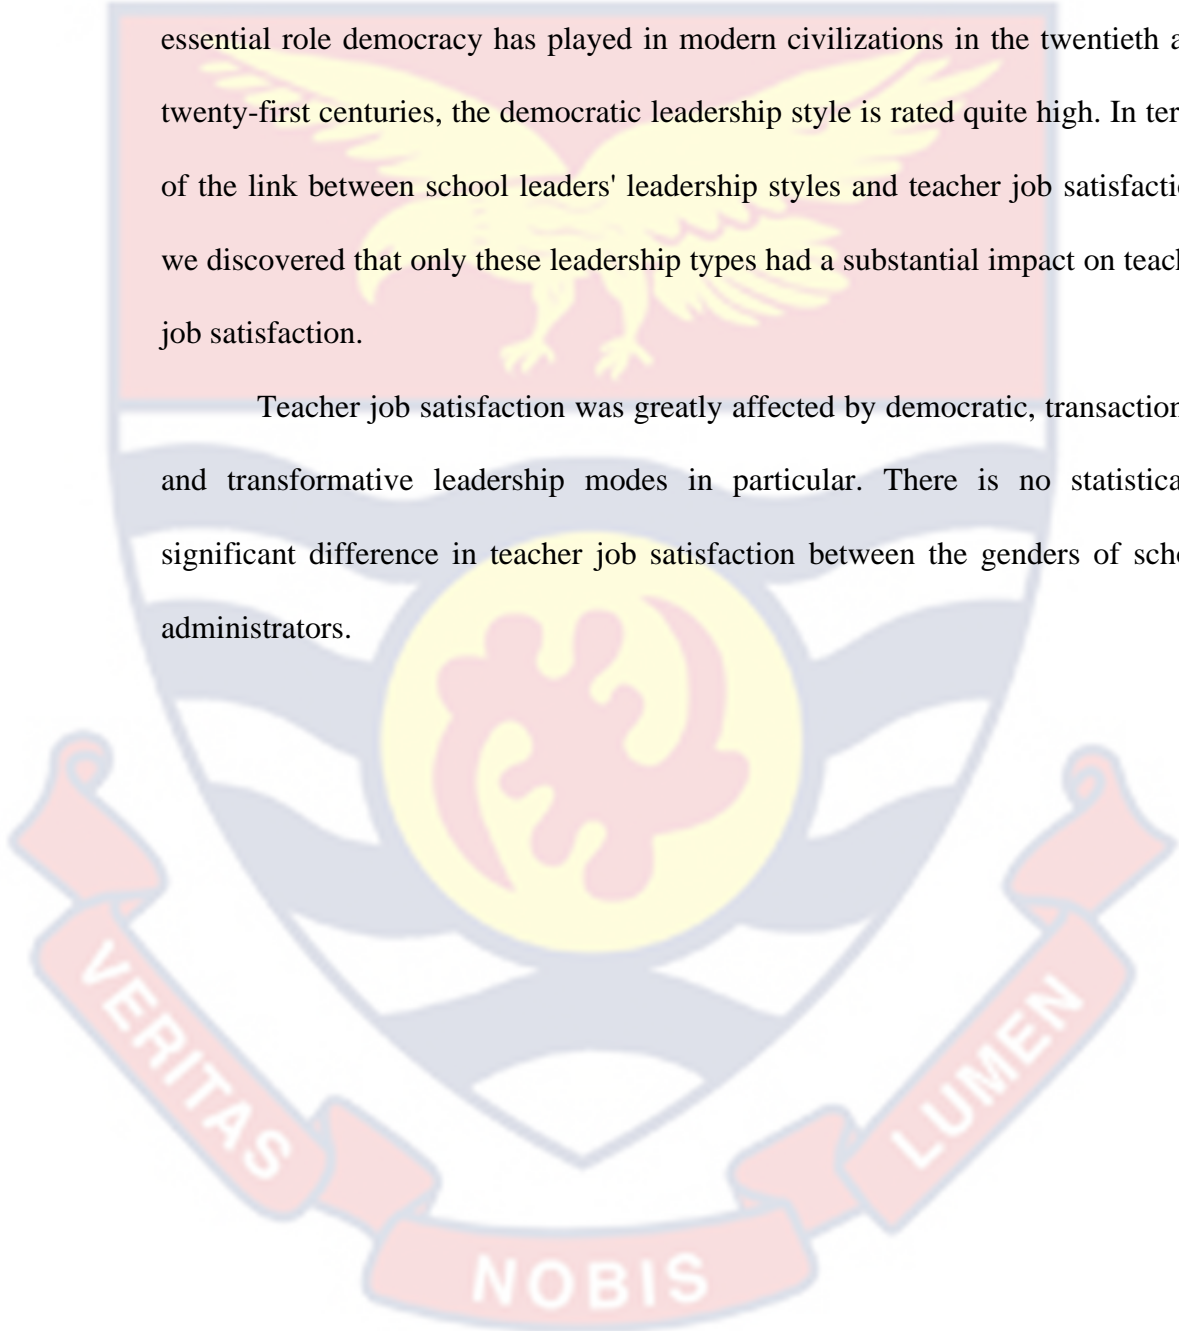 essential role democracy has played in modern civilizations in the twentieth a
twenty-first centuries, the democratic leadership style is rated quite high. In ter
of the link between school leaders' leadership styles and teacher job satisfactio
we discovered that only these leadership types had a substantial impact on teach
job satisfaction.
Teacher job satisfaction was greatly affected by democratic, transaction
and transformative leadership modes in particular. There is no statistica
significant difference in teacher job satisfaction between the genders of scho
administrators.
VERITAS
NOBIS
LUMEN